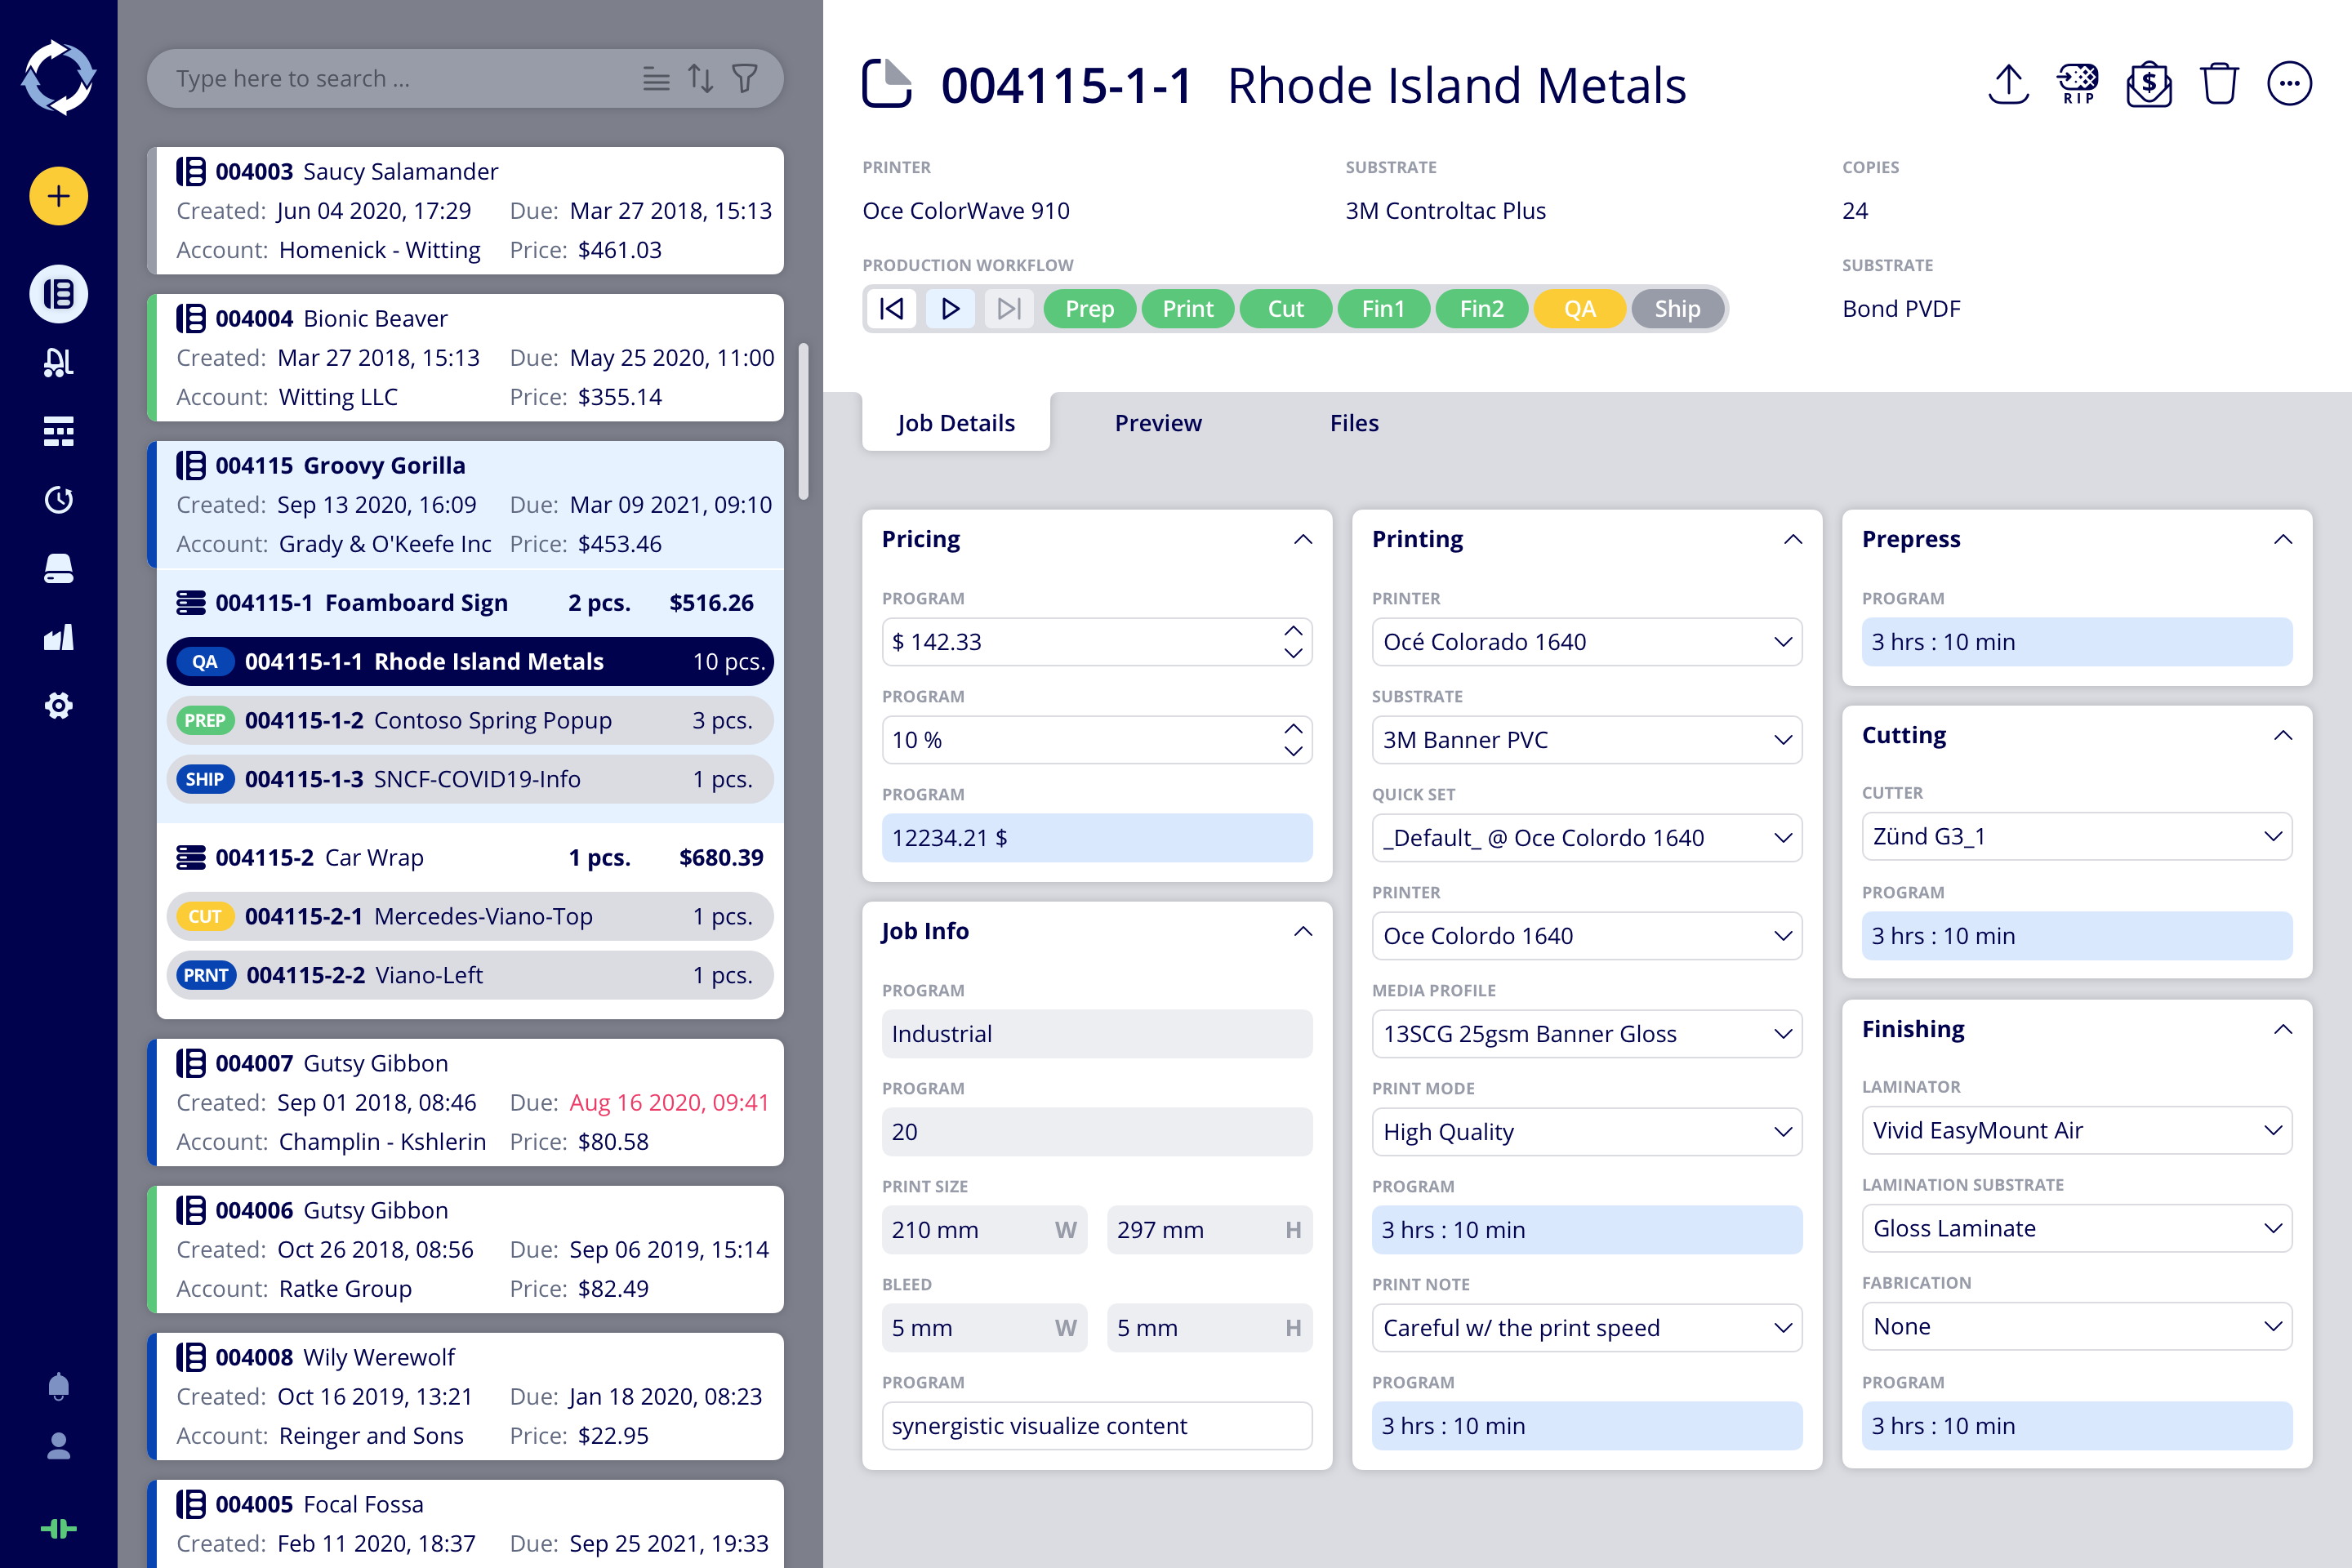 Type here to search ...
004003 Saucy Salamander
Created: Jun 04 2020, 17:29 Due: Mar 27 2018, 15:13
Account: Homenick - Witting Price: $461.03
004004 Bionic Beaver
Created: Mar 27 2018, 15:13 Due: May 25 2020, 11:00
Account: Witting LLC Price: $355.14
004115 Groovy Gorilla
Created: Sep 13 2020, 16:09 Due: Mar 09 2021, 09:10
Account: Grady & O'Keefe Inc Price: $453.46
004115-1 Foamboard Sign 2 pcs. $516.26
QA 004115-1-1 Rhode Island Metals 10 pcs.
PREP 004115-1-2 Contoso Spring Popup 3 pcs.
SHIP 004115-1-3 SNCF-COVID19-Info 1 pcs.
004115-2 Car Wrap 1 pcs. $680.39
CUT 004115-2-1 Mercedes-Viano-Top 1 pcs.
PRNT 004115-2-2 Viano-Left 1 pcs.
004007 Gutsy Gibbon
Created: Sep 01 2018, 08:46 Due: Aug 16 2020, 09:41
Account: Champlin - Kshlerin Price: $80.58
004006 Gutsy Gibbon
Created: Oct 26 2018, 08:56 Due: Sep 06 2019, 15:14
Account: Ratke Group Price: $82.49
004008 Wily Werewolf
Created: Oct 16 2019, 13:21 Due: Jan 18 2020, 08:23
Account: Reinger and Sons Price: $22.95
004005 Focal Fossa
Created: Feb 11 2020, 18:37 Due: Sep 25 2021, 19:33
004115-1-1 Rhode Island Metals
RIP
$
PRINTER
Oce ColorWave 910
SUBSTRATE
3M Controltac Plus
COPIES
24
PRODUCTION WORKFLOW
Prep Print Cut Fin1 Fin2 QA Ship
SUBSTRATE
Bond PVDF
Job Details Preview Files
Pricing
PROGRAM
$ 142.33
PROGRAM
10 %
PROGRAM
12234.21 $
Job Info
PROGRAM
Industrial
PROGRAM
20
PRINT SIZE
210 mm W 297 mm H
BLEED
5 mm W 5 mm H
PROGRAM
synergistic visualize content
Printing
PRINTER
Océ Colorado 1640
SUBSTRATE
3M Banner PVC
QUICK SET
_Default_ @ Oce Colordo 1640
PRINTER
Oce Colordo 1640
MEDIA PROFILE
13SCG 25gsm Banner Gloss
PRINT MODE
High Quality
PROGRAM
3 hrs : 10 min
PRINT NOTE
Careful w/ the print speed
PROGRAM
3 hrs : 10 min
Prepress
PROGRAM
3 hrs : 10 min
Cutting
CUTTER
Zünd G3_1
PROGRAM
3 hrs : 10 min
Finishing
LAMINATOR
Vivid EasyMount Air
LAMINATION SUBSTRATE
Gloss Laminate
FABRICATION
None
PROGRAM
3 hrs : 10 min